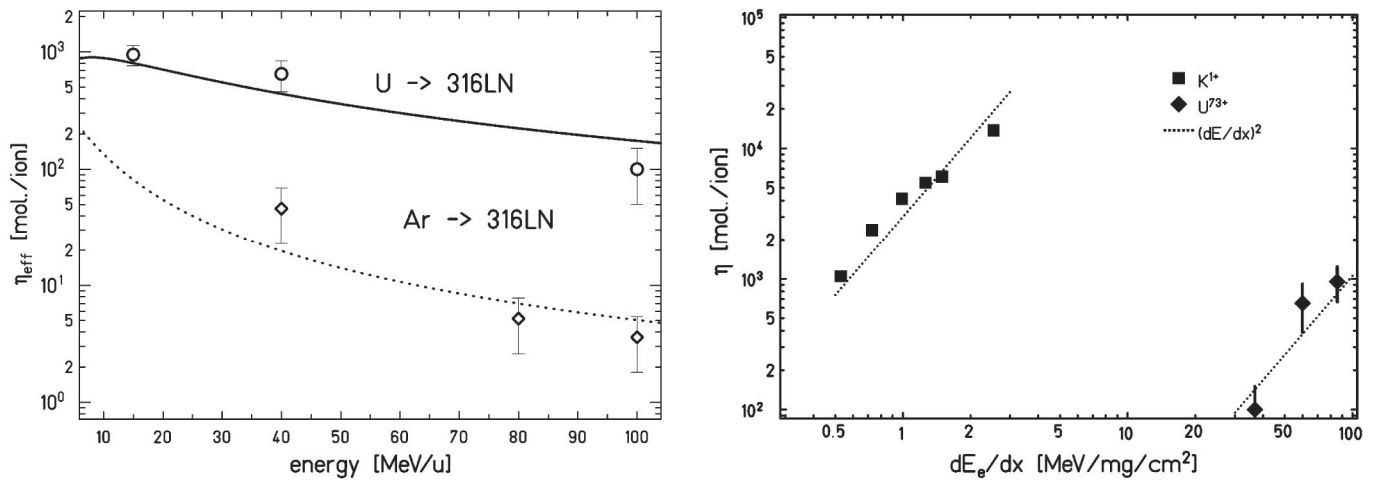 10³
5
2
10²
5
2
10¹
5
2
10⁰
2
η_eff [mol./ion]
U -> 316LN
Ar -> 316LN
10 20 30 40 50 60 70 80 90 100
energy [MeV/u]
10⁵
5
2
10⁴
5
2
10³
5
2
10²
η [mol./ion]
K¹⁺
U⁷³⁺
(dE/dx)²
0.5 1 2 5 10 20 50 100
dE_e/dx [MeV/mg/cm²]